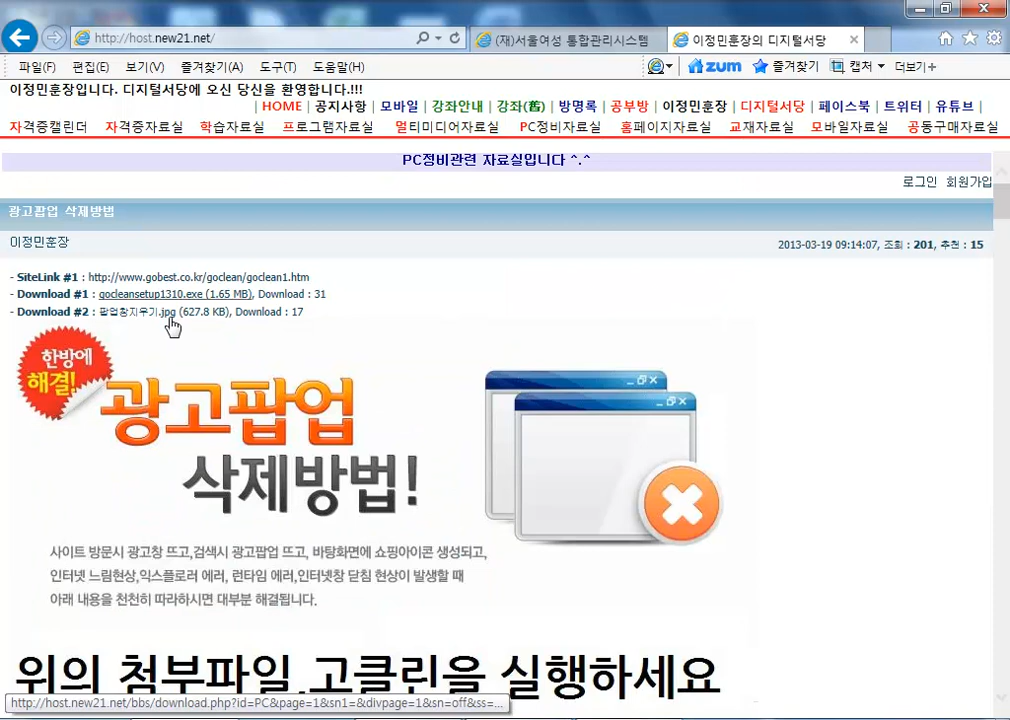 http://host.new21.net/
(재)서울여성 통합관리시스템
이정민훈장의 디지털서당
파일(F) 편집(E) 보기(V) 즐겨찾기(A) 도구(T) 도움말(H)
zum 즐겨찾기 캡처 더보기+
이정민훈장입니다. 디지털서당에 오신 당신을 환영합니다.!!!
| HOME | 공지사항 | 모바일 | 강좌안내 | 강좌(舊) | 방명록 | 공부방 | 이정민훈장 | 디지털서당 | 페이스북 | 트위터 | 유튜브 |
자격증캘린더 자격증자료실 학습자료실 프로그램자료실 멀티미디어자료실 PC정비자료실 홈페이지자료실 교재자료실 모바일자료실 공동구매자료실
PC정비관련 자료실입니다 ^.^
로그인 회원가입
광고팝업 삭제방법
이정민훈장
2013-03-19 09:14:07, 조회 : 201, 추천 : 15
- SiteLink #1 : http://www.gobest.co.kr/goclean/goclean1.htm
- Download #1 : gocleansetup1310.exe (1.65 MB), Download : 31
- Download #2 : 팝업창지우기.jpg (627.8 KB), Download : 17
한방에
해결!
광고팝업
삭제방법!
사이트 방문시 광고창 뜨고,검색시 광고팝업 뜨고, 바탕화면에 쇼핑아이콘 생성되고,
인터넷 느림현상,익스플로러 에러, 런타임 에러,인터넷창 닫침 현상이 발생할 때
아래 내용을 천천히 따라하시면 대부분 해결됩니다.
위의 첨부파일,고클린을 실행하세요
http://host.new21.net/bbs/download.php?id=PC&page=1&sn1=&divpage=1&sn=off&ss=...